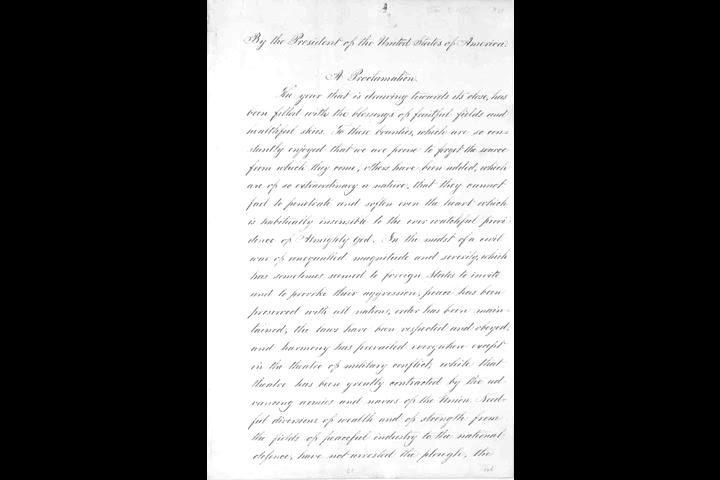 By the President of the United States of America.
A Proclamation.
The year that is drawing towards its close, has
been filled with the blessings of fruitful fields and
healthful skies. To these bounties, which are so con-
stantly enjoyed that we are prone to forget the source
from which they come, others have been added, which
are of so extraordinary a nature, that they cannot
fail to penetrate and soften even the heart which
is habitually insensible to the ever watchful provi-
dence of Almighty God. In the midst of a civil
war of unequalled magnitude and severity, which
has sometimes seemed to foreign States to invite
and to provoke their aggression, peace has been
preserved with all nations, order has been main-
tained, the laws have been respected and obeyed,
and harmony has prevailed everywhere except
in the theatre of military conflict; while that
theatre has been greatly contracted by the ad-
vancing armies and navies of the Union. Need-
ful diversions of wealth and of strength from
the fields of peaceful industry to the national
defence, have not arrested the plough, the